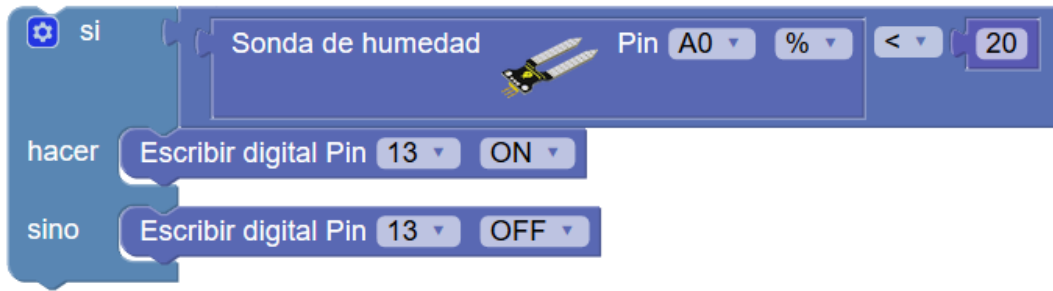 si Sonda de humedad Pin A0 % < 20
hacer Escribir digital Pin 13 ON
sino Escribir digital Pin 13 OFF